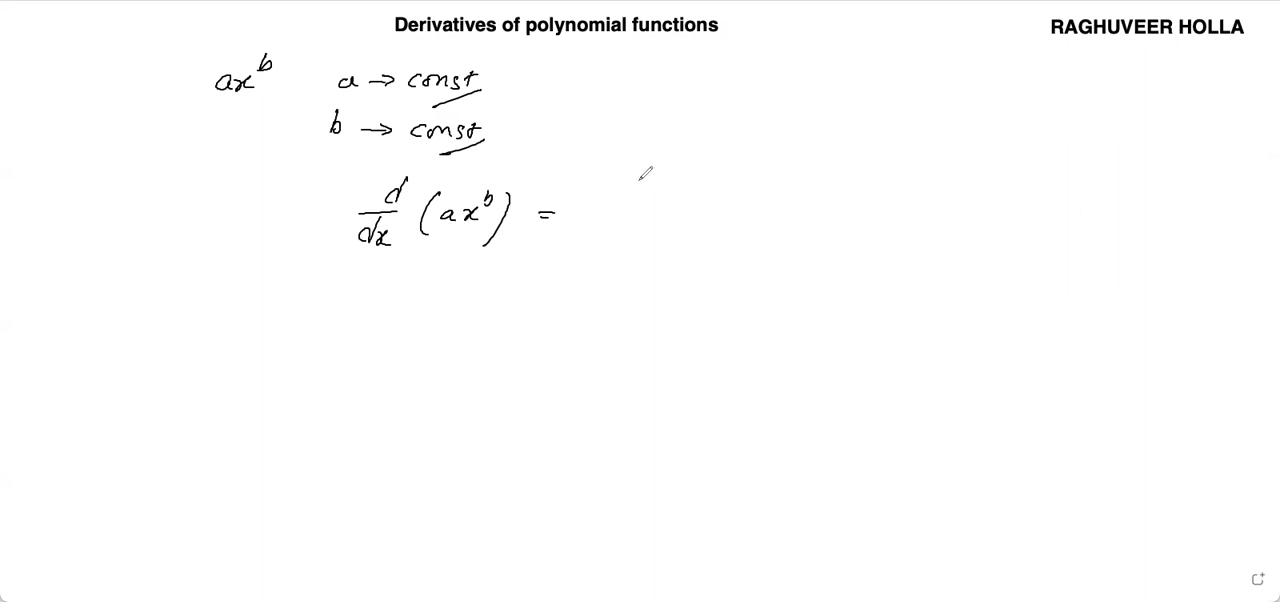 Derivatives of polynomial functions
RAGHUVEER HOLLA
ax^b a → const
b → const
d/dx (ax^b) =